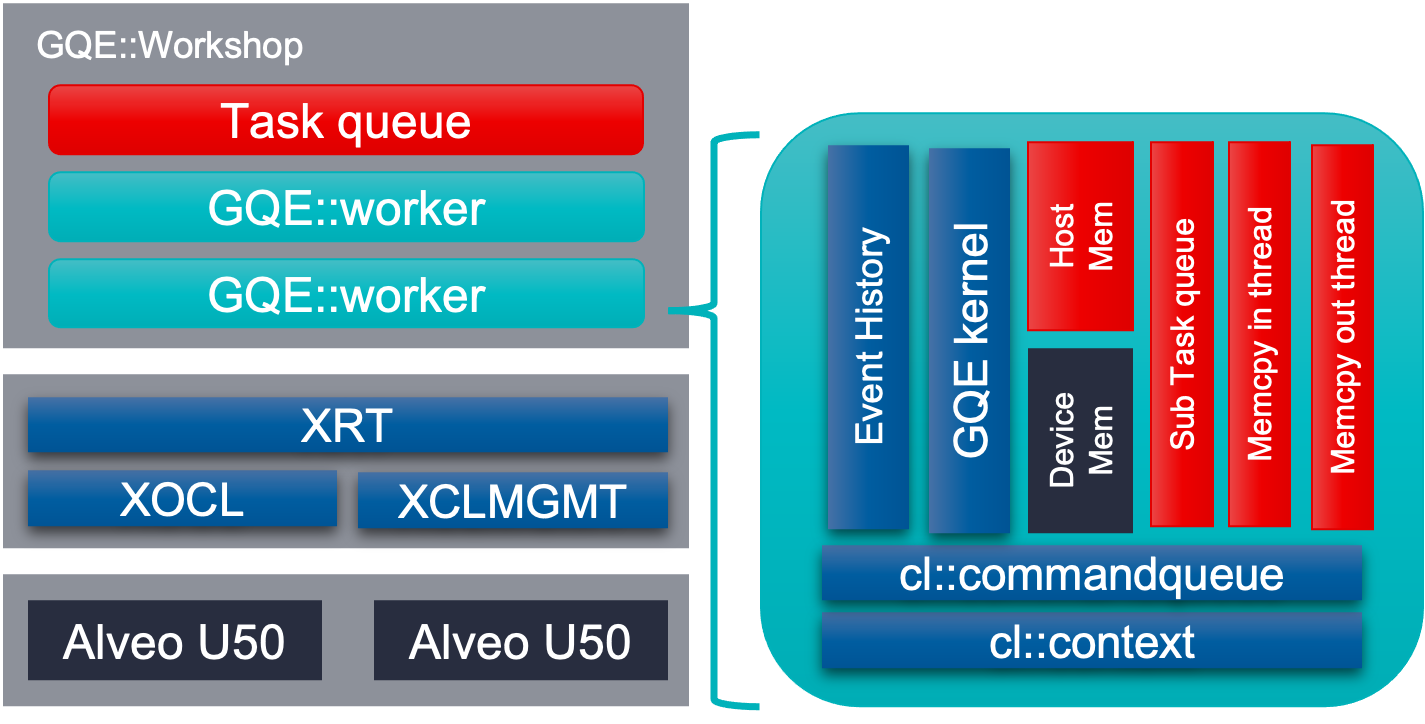 GQE::Workshop
Task queue
GQE::worker
GQE::worker
XRT
XOCL
XCLMGMT
Alveo U50
Alveo U50
Event History
GQE kernel
Host
Mem
Device
Mem
Sub Task queue
Memcpy in thread
Memcpy out thread
cl::commandqueue
cl::context